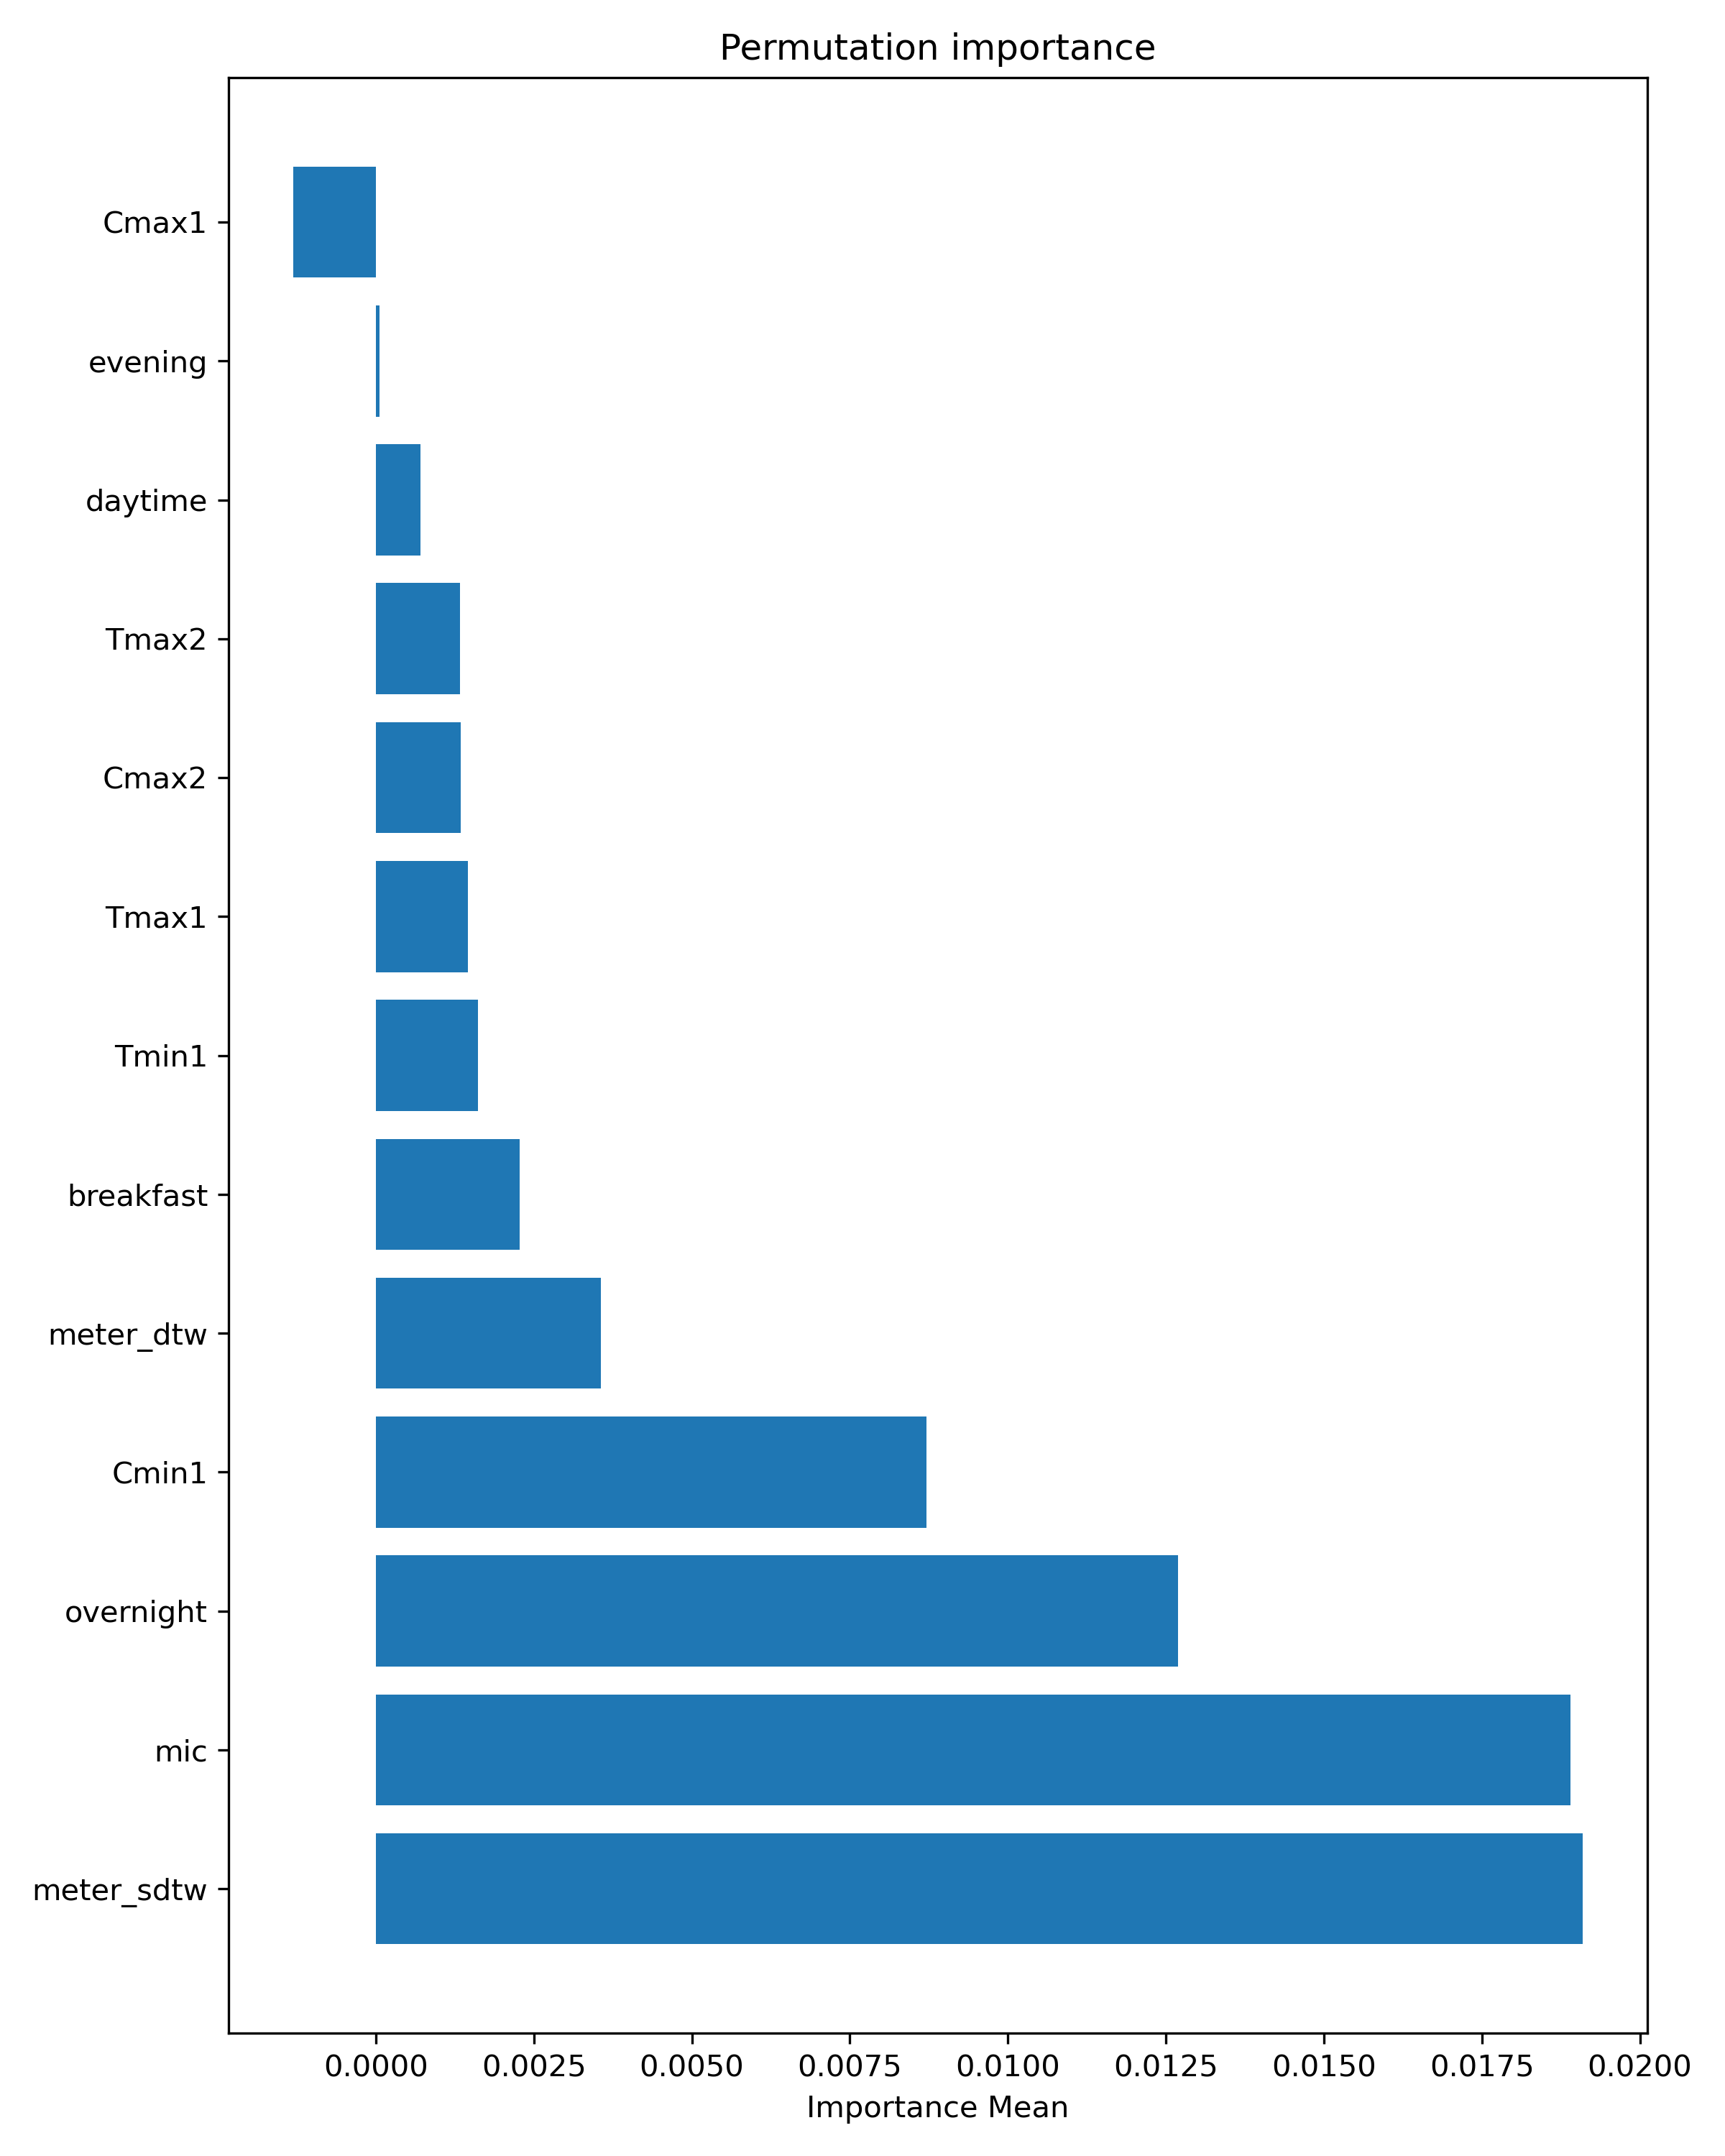 Permutation importance
Cmax1
evening
daytime
Tmax2
Cmax2
Tmax1
Tmin1
breakfast
meter_dtw
Cmin1
overnight
mic
meter_sdtw
0.0000 0.0025 0.0050 0.0075 0.0100 0.0125 0.0150 0.0175 0.0200
Importance Mean